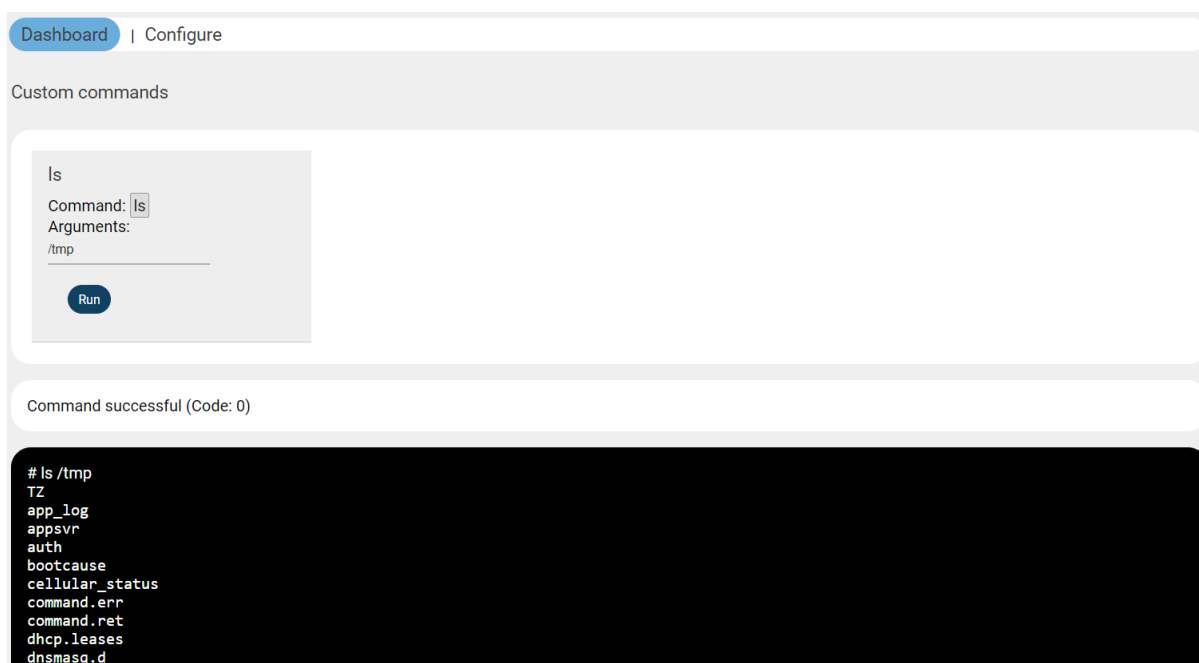 Dashboard | Configure
Custom commands
ls
Command: ls
Arguments:
/tmp
Run
Command successful (Code: 0)
# ls /tmp
TZ
app_log
appsvr
auth
bootcause
cellular_status
command.err
command.ret
dhcp.leases
dnsmasq.d